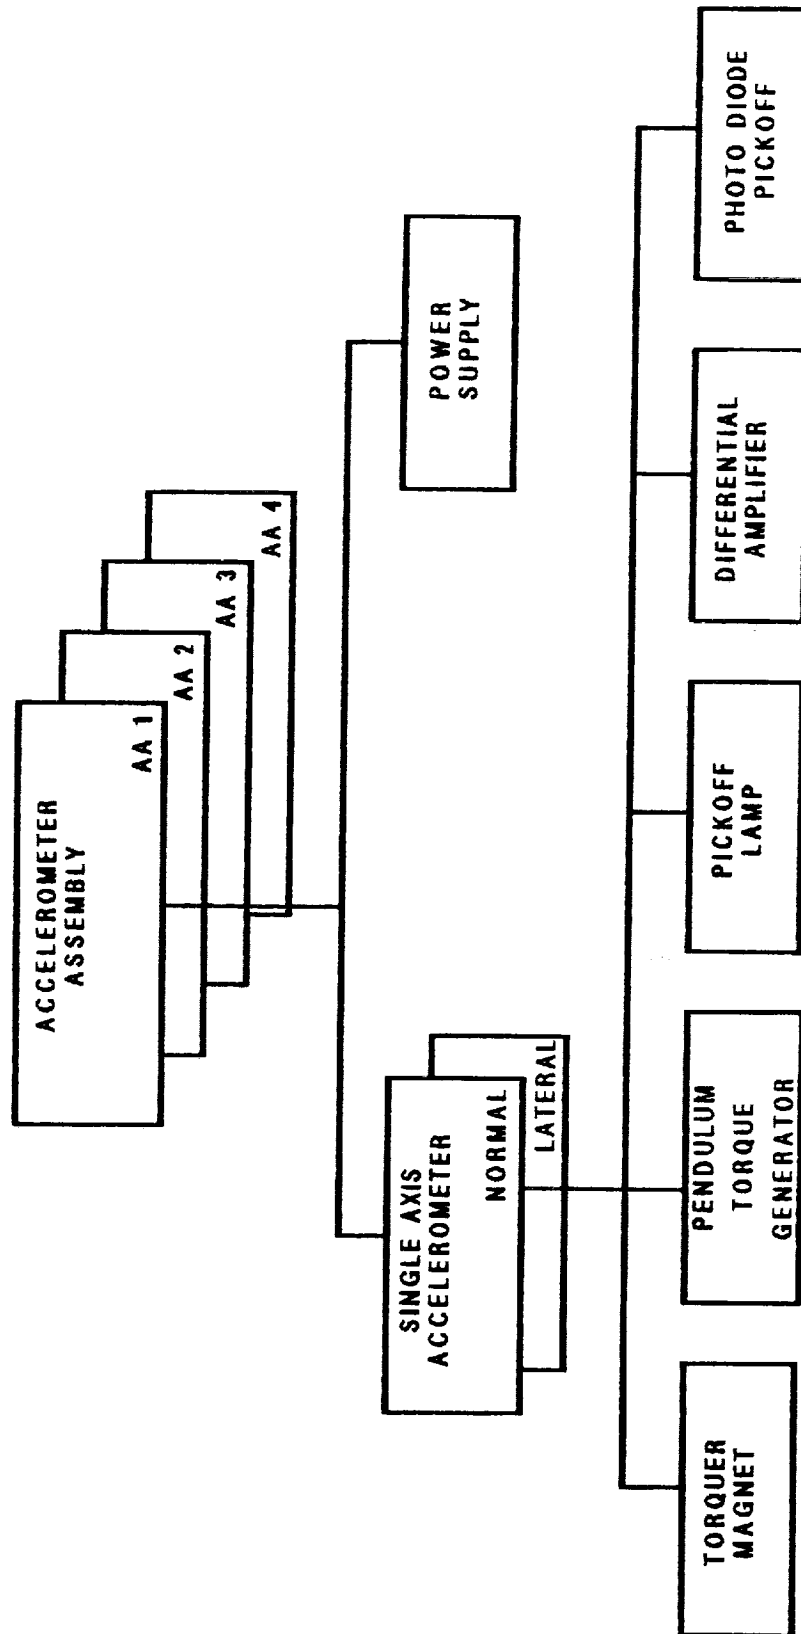 ACCELEROMETER
ASSEMBLY
AA 1
AA 2
AA 3
AA 4
SINGLE AXIS
ACCELEROMETER
NORMAL
LATERAL
POWER
SUPPLY
TORQUER
MAGNET
PENDULUM
TORQUE
GENERATOR
PICKOFF
LAMP
DIFFERENTIAL
AMPLIFIER
PHOTO DIODE
PICKOFF